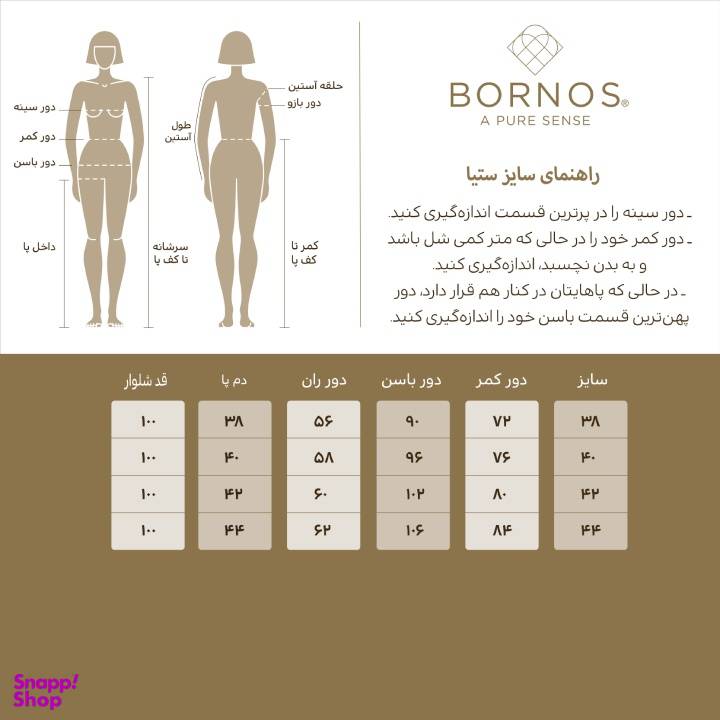 BORNOS®
A PURE SENSE
راهنمای سایز ستیا
ـ دور سینه را در پرترین قسمت اندازه‌گیری کنید.
ـ دور کمر خود را در حالی که متر کمی شل باشد
و به بدن نچسبد، اندازه‌گیری کنید.
ـ در حالی که پاهایتان در کنار هم قرار دارد، دور
پهن‌ترین قسمت باسن خود را اندازه‌گیری کنید.
حلقه آستین
دور بازو
طول
آستین
کمر تا
کف پا
دور سینه
دور کمر
دور باسن
داخل پا
سرشانه
تا کف پا
سایز دور کمر دور باسن دور ران دم پا قد شلوار
۳۸ ۷۲ ۹۰ ۵۶ ۳۸ ۱۰۰
۴۰ ۷۶ ۹۶ ۵۸ ۴۰ ۱۰۰
۴۲ ۸۰ ۱۰۲ ۶۰ ۴۲ ۱۰۰
۴۴ ۸۴ ۱۰۶ ۶۲ ۴۴ ۱۰۰
Snapp!
Shop